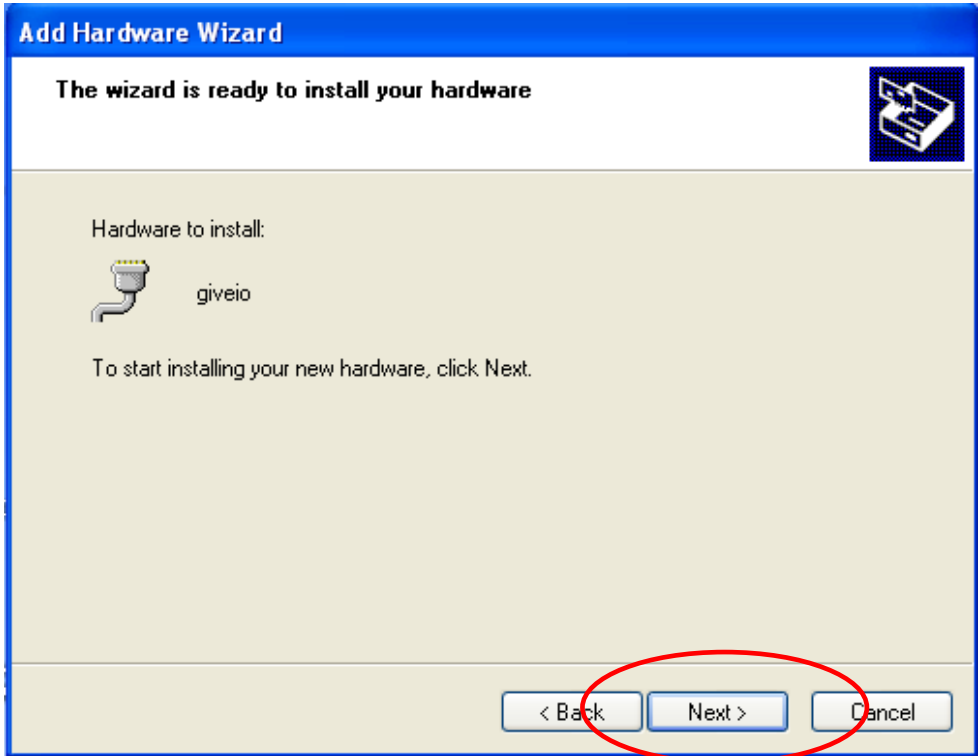 Add Hardware Wizard
The wizard is ready to install your hardware
Hardware to install:
giveio
To start installing your new hardware, click Next.
< Back Next > Cancel